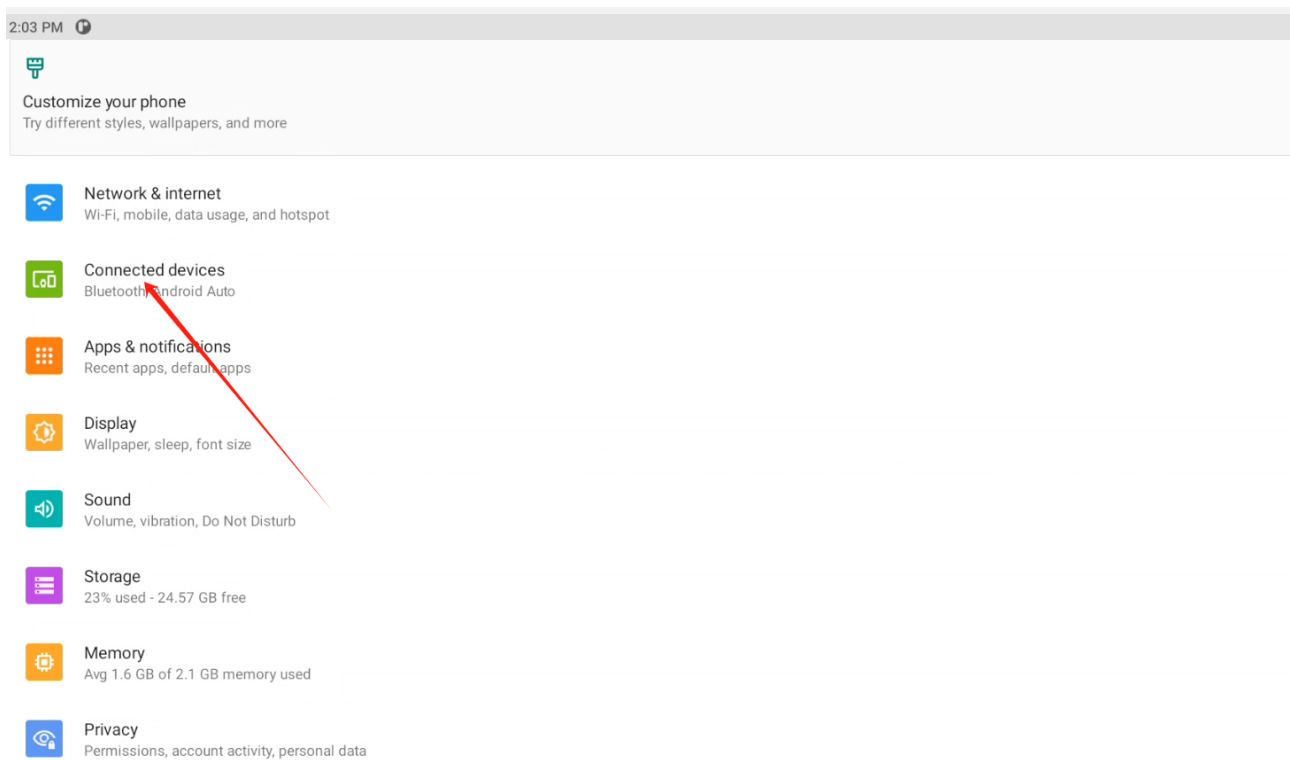 2:03 PM
Customize your phone
Try different styles, wallpapers, and more
Network & internet
Wi-Fi, mobile, data usage, and hotspot
Connected devices
Bluetooth, Android Auto
Apps & notifications
Recent apps, default apps
Display
Wallpaper, sleep, font size
Sound
Volume, vibration, Do Not Disturb
Storage
23% used - 24.57 GB free
Memory
Avg 1.6 GB of 2.1 GB memory used
Privacy
Permissions, account activity, personal data